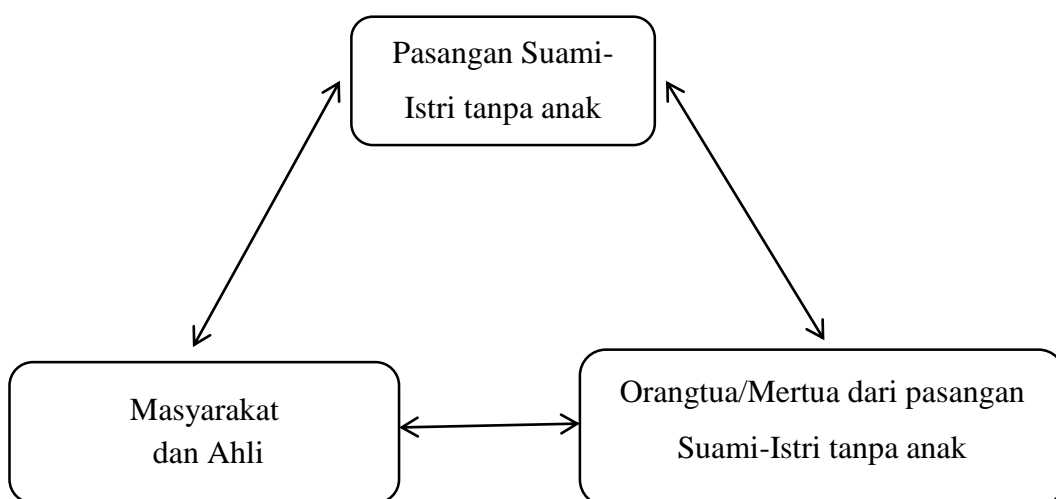 Pasangan Suami-
Istri tanpa anak
Masyarakat
dan Ahli
Orangtua/Mertua dari pasangan
Suami-Istri tanpa anak